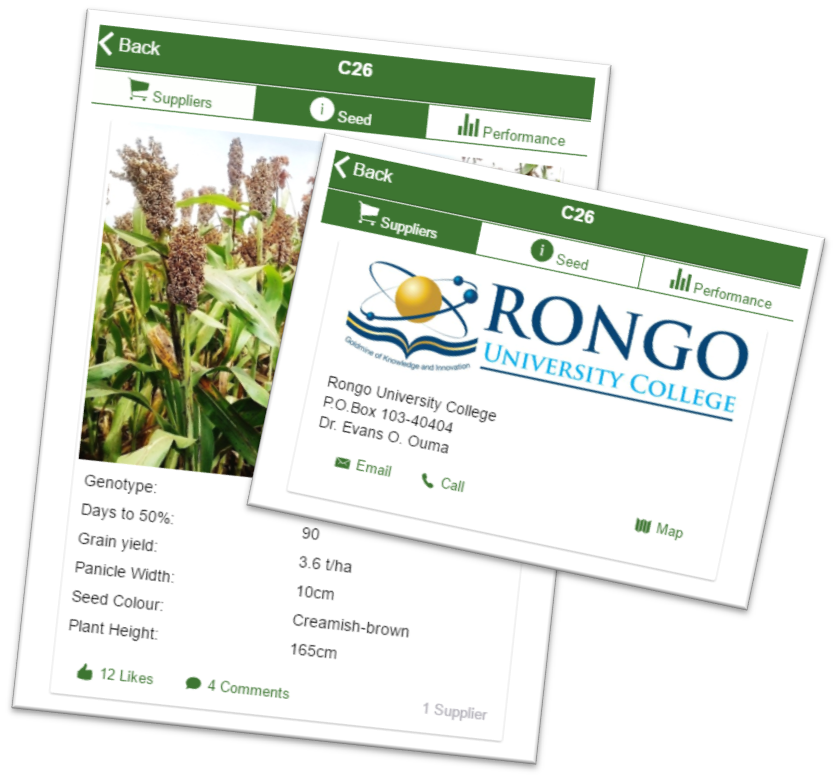 Back
C26
Suppliers
Seed
Performance
Genotype:
Days to 50%: 90
Grain yield: 3.6 t/ha
Panicle Width: 10cm
Seed Colour: Creamish-brown
Plant Height: 165cm
12 Likes 4 Comments 1 Supplier
Back
C26
Suppliers
Seed
Performance
RONGO
UNIVERSITY COLLEGE
Goldmine of Knowledge and Innovation
Rongo University College
P.O.Box 103-40404
Dr. Evans O. Ouma
Email Call Map